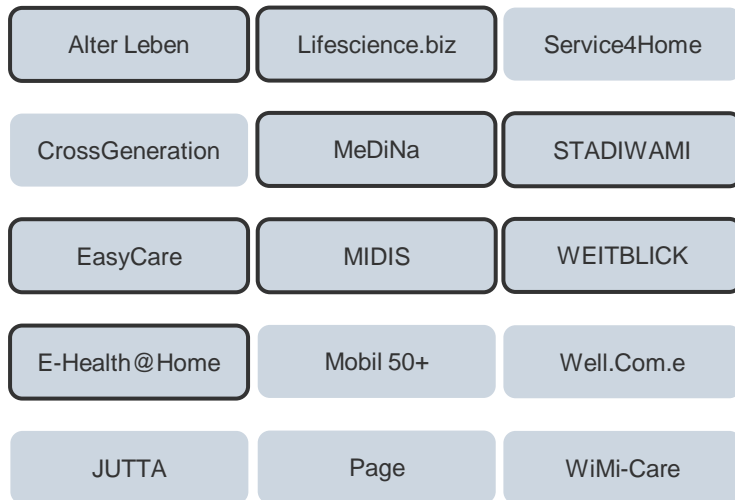 Alter Leben
Lifescience.biz
Service4Home
CrossGeneration
MeDiNa
STADIWAMI
EasyCare
MIDIS
WEITBLICK
E-Health@Home
Mobil 50+
Well.Com.e
JUTTA
Page
WiMi-Care